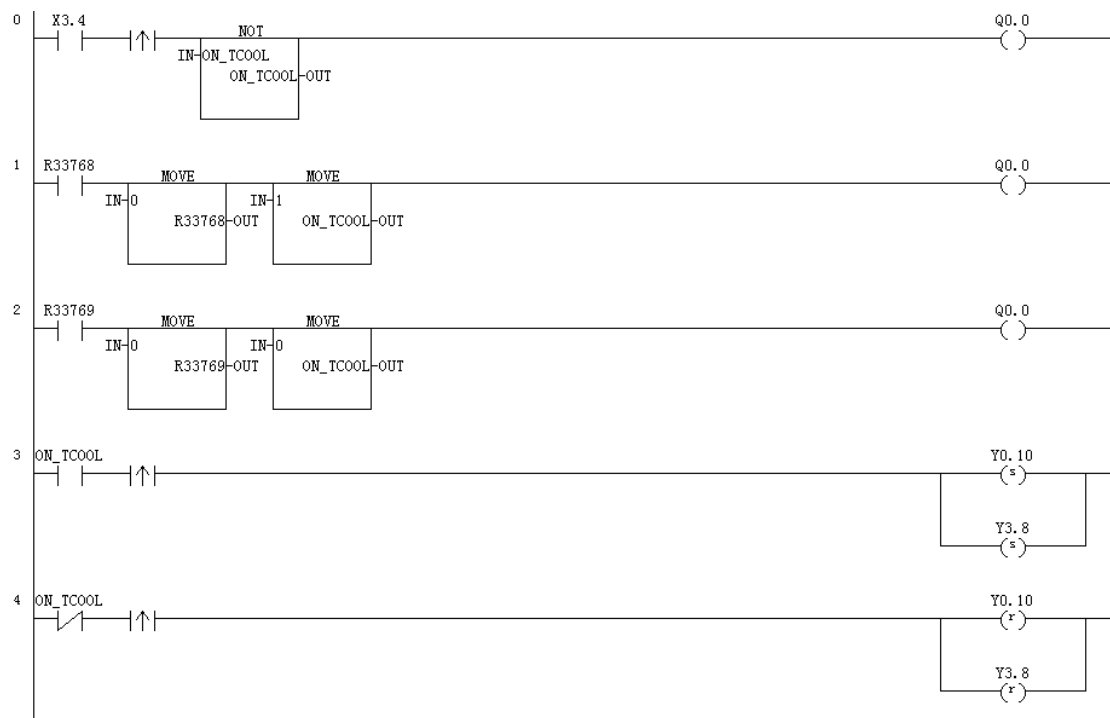 0 X3.4 NOT Q0.0
IN ON_TCOOL
ON_TCOOL OUT
1 R33768 MOVE MOVE Q0.0
IN 0 IN 1
R33768 OUT ON_TCOOL OUT
2 R33769 MOVE MOVE Q0.0
IN 0 IN 0
R33769 OUT ON_TCOOL OUT
3 ON_TCOOL Y0.10
s
Y3.8
s
4 ON_TCOOL Y0.10
r
Y3.8
r